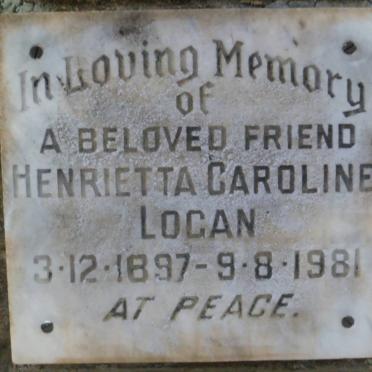 In Loving Memory
of
A BELOVED FRIEND
HENRIETTA CAROLINE
LOGAN
3·12·1897-9·8·1981
AT PEACE.